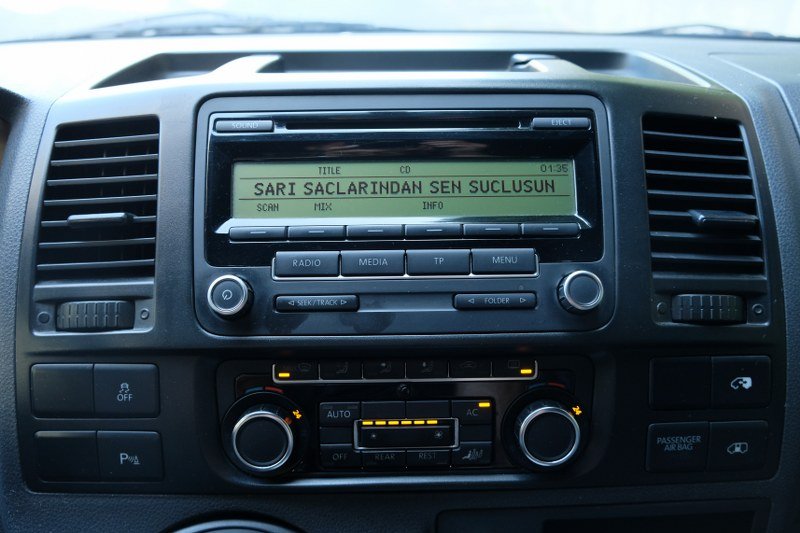 SOUND
EJECT
TITLE CD 01:35
SARI SACLARINDAN SEN SUCLUSUN
SCAN MIX INFO
RADIO MEDIA TP MENU
SEEK/TRACK FOLDER
OFF
AUTO AC
OFF REAR REST
P
PASSENGER
AIR BAG